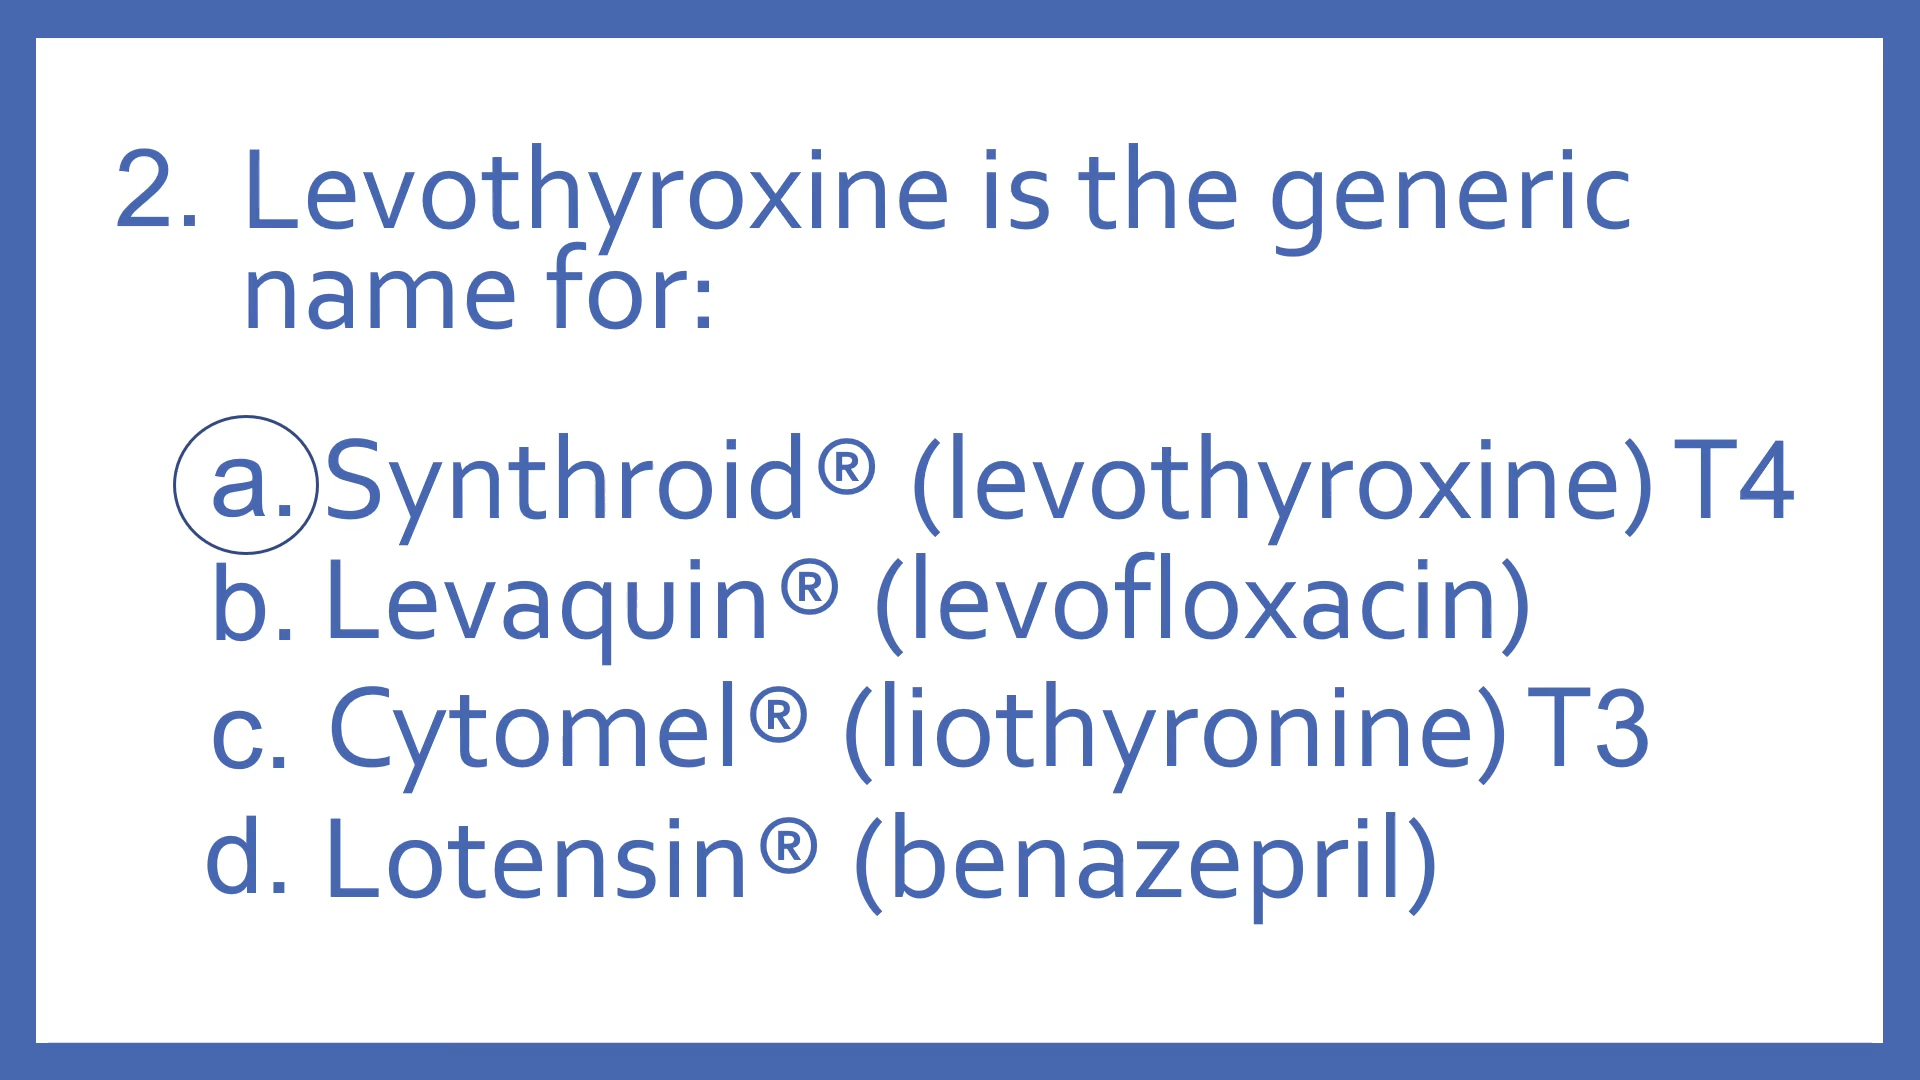 2. Levothyroxine is the generic
name for:
a. Synthroid® (levothyroxine) T4
b. Levaquin® (levofloxacin)
c. Cytomel® (liothyronine) T3
d. Lotensin® (benazepril)